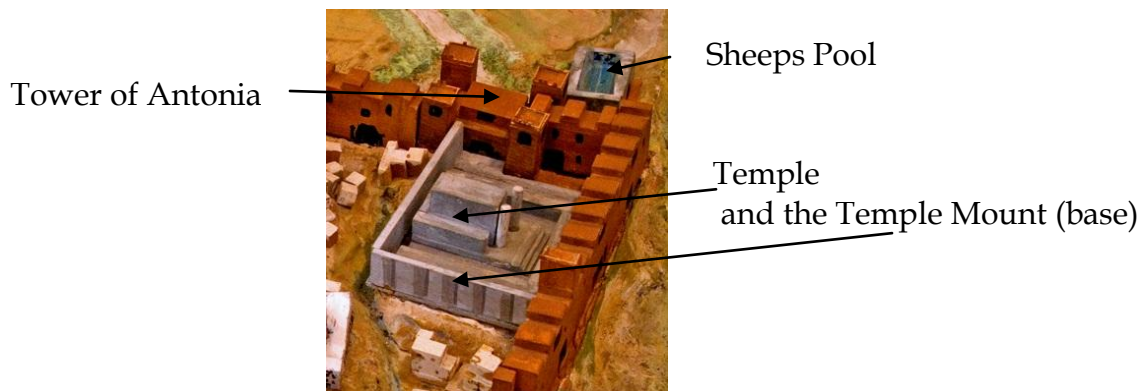 Sheeps Pool
Tower of Antonia
Temple
and the Temple Mount (base)